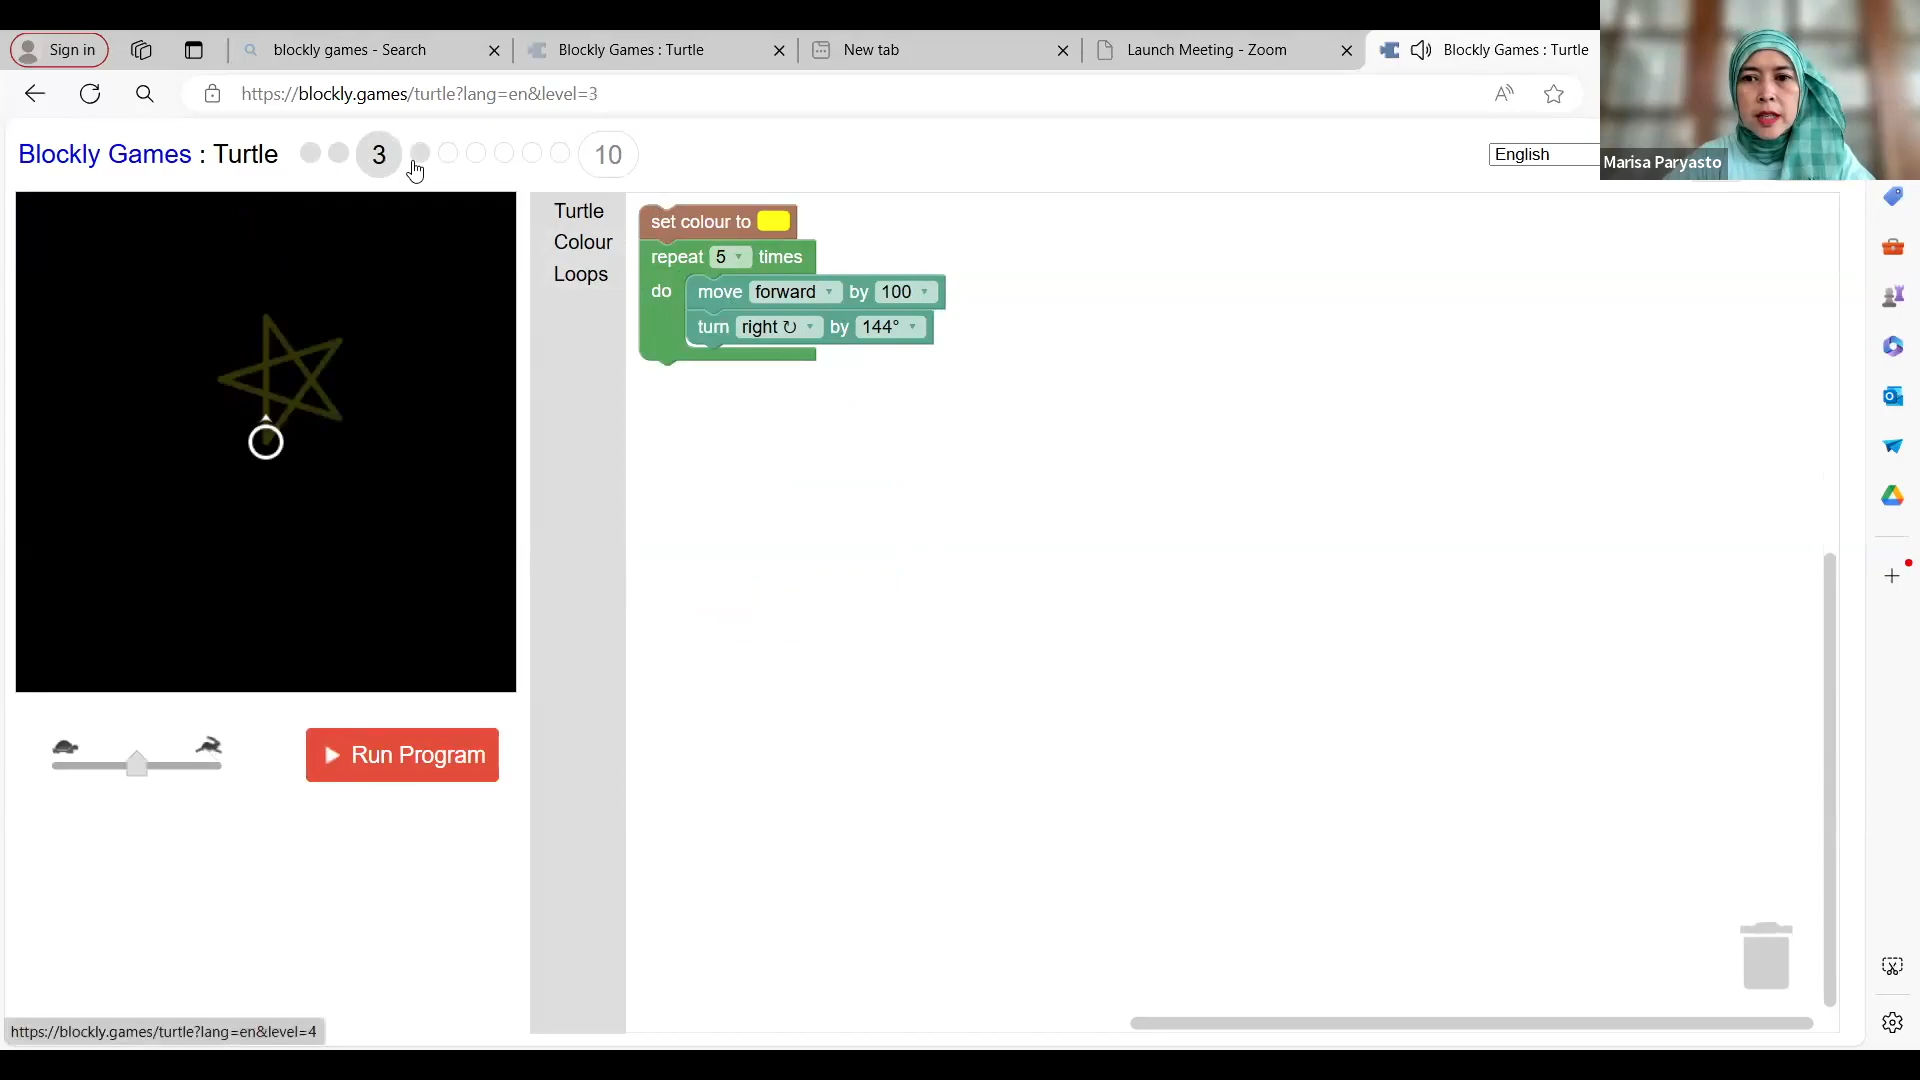 Sign in
blockly games - Search
Blockly Games : Turtle
New tab
Launch Meeting - Zoom
Blockly Games : Turtle
https://blockly.games/turtle?lang=en&level=3
Blockly Games : Turtle
3
10
English
Marisa Paryasto
Turtle
Colour
Loops
set colour to
repeat 5 times
do
move forward by 100
turn right ↻ by 144°
Run Program
https://blockly.games/turtle?lang=en&level=4